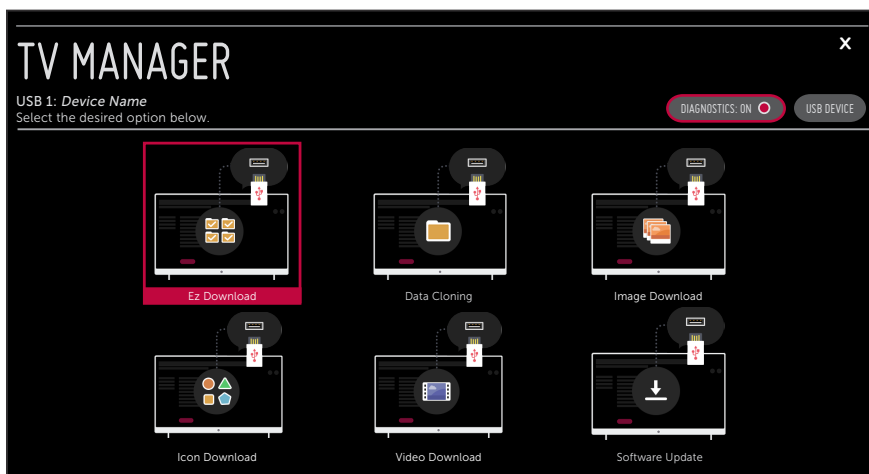 TV MANAGER
X
USB 1: Device Name
Select the desired option below.
DIAGNOSTICS: ON
USB DEVICE
Ez Download
Data Cloning
Image Download
Icon Download
Video Download
Software Update